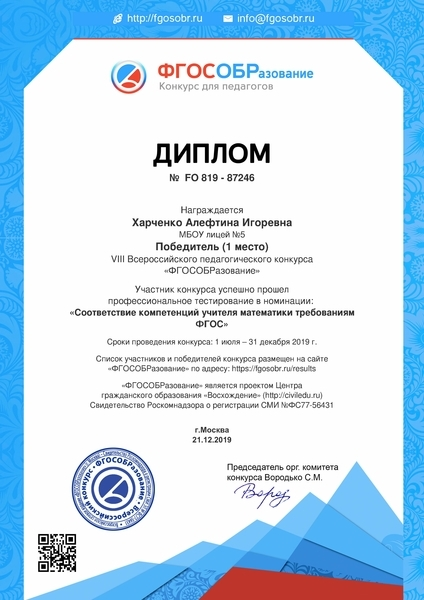 http://fgosobr.ru info@fgosobr.ru
ФГОСОБРазование
Конкурс для педагогов
ДИПЛОМ
№ FO 819 - 87246
Награждается
Харченко Алефтина Игоревна
МБОУ лицей №5
Победитель (1 место)
VIII Всероссийского педагогического конкурса
«ФГОСОБРазование»
Участник конкурса успешно прошел
профессиональное тестирование в номинации:
«Соответствие компетенций учителя математики требованиям
ФГОС»
Сроки проведения конкурса: 1 июля – 31 декабря 2019 г.
Список участников и победителей конкурса размещен на сайте
«ФГОСОБРазование» по адресу: https://fgosobr.ru/results
«ФГОСОБРазование» является проектом Центра
гражданского образования «Восхождение» (http://civiledu.ru)
Свидетельство Роскомнадзора о регистрации СМИ №ФС77-56431
г.Москва
21.12.2019
Председатель орг. комитета
конкурса Вородько С.М.
Всероссийский конкурс • ФГОСОБРазование •